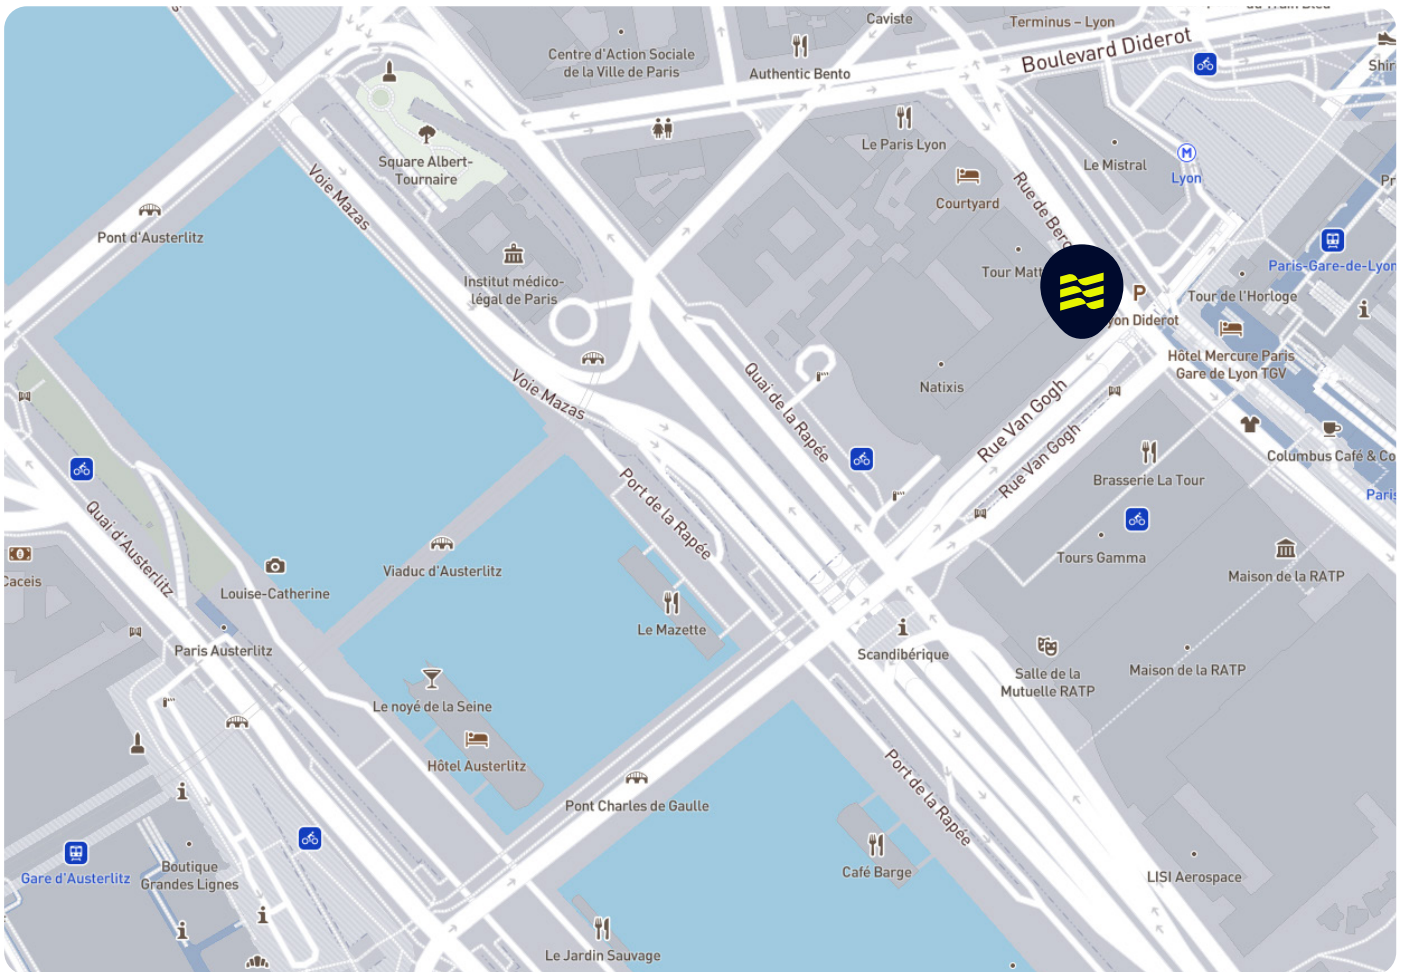 Caviste
Terminus – Lyon
Boulevard Diderot
Centre d'Action Sociale
de la Ville de Paris
Authentic Bento
Le Paris Lyon
Le Mistral
M
Lyon
Square Albert-
Tournaire
Voie Mazas
Courtyard
Pont d'Austerlitz
Institut médico-
légal de Paris
Paris-Gare-de-Lyon
P
Tour de l'Horloge
Hôtel Mercure Paris
Gare de Lyon TGV
Natixis
Voie Mazas
Quai de la Rapée
Rue Van Gogh
Rue Van Gogh
Columbus Café & Co
Brasserie La Tour
Paris
Port de la Rapée
Quai d'Austerlitz
Tours Gamma
Maison de la RATP
Caceis
Viaduc d'Austerlitz
Louise-Catherine
Le Mazette
Scandibérique
Paris Austerlitz
Salle de la
Mutuelle RATP
Maison de la RATP
Le noyé de la Seine
Hôtel Austerlitz
Pont Charles de Gaulle
Port de la Rapée
Boutique
Grandes Lignes
Gare d'Austerlitz
Café Barge
LISI Aerospace
Le Jardin Sauvage